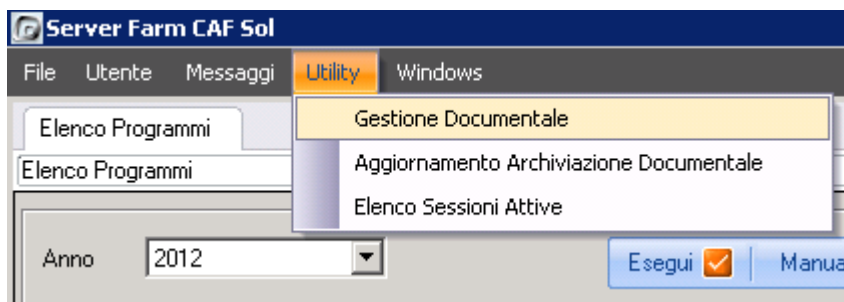 Server Farm CAF Sol
File Utente Messaggi Utility Windows
Gestione Documentale
Elenco Programmi
Aggiornamento Archiviazione Documentale
Elenco Programmi
Elenco Sessioni Attive
Anno 2012 Esegui Manua